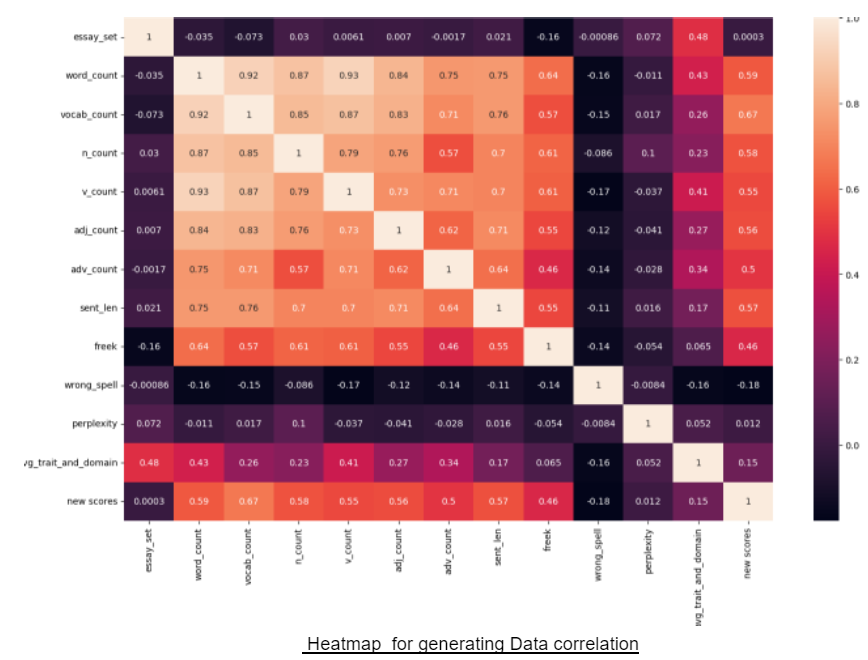 essay_set 1 -0.035 -0.073 0.03 0.0061 0.007 -0.0017 0.021 -0.16 -0.00086 0.072 0.48 0.0003
word_count -0.035 1 0.92 0.87 0.93 0.84 0.75 0.75 0.64 -0.16 -0.011 0.43 0.59
vocab_count -0.073 0.92 1 0.85 0.87 0.83 0.71 0.76 0.57 -0.15 0.017 0.26 0.67
n_count 0.03 0.87 0.85 1 0.79 0.76 0.57 0.7 0.61 -0.086 0.1 0.23 0.58
v_count 0.0061 0.93 0.87 0.79 1 0.73 0.71 0.7 0.61 -0.17 -0.037 0.41 0.55
adj_count 0.007 0.84 0.83 0.76 0.73 1 0.62 0.71 0.55 -0.12 -0.041 0.27 0.56
adv_count -0.0017 0.75 0.71 0.57 0.71 0.62 1 0.64 0.46 -0.14 -0.028 0.34 0.5
sent_len 0.021 0.75 0.76 0.7 0.7 0.71 0.64 1 0.55 -0.11 0.016 0.17 0.57
freek -0.16 0.64 0.57 0.61 0.61 0.55 0.46 0.55 1 -0.14 -0.054 0.065 0.46
wrong_spell -0.00086 -0.16 -0.15 -0.086 -0.17 -0.12 -0.14 -0.11 -0.14 1 -0.0084 -0.16 -0.18
perplexity 0.072 -0.011 0.017 0.1 -0.037 -0.041 -0.028 0.016 -0.054 -0.0084 1 0.052 0.012
vg_trait_and_domain 0.48 0.43 0.26 0.23 0.41 0.27 0.34 0.17 0.065 -0.16 0.052 1 0.15
new scores 0.0003 0.59 0.67 0.58 0.55 0.56 0.5 0.57 0.46 -0.18 0.012 0.15 1
essay_set word_count vocab_count n_count v_count adj_count adv_count sent_len freek wrong_spell perplexity vg_trait_and_domain new scores
1.0
0.8
0.6
0.4
0.2
0.0
Heatmap for generating Data correlation